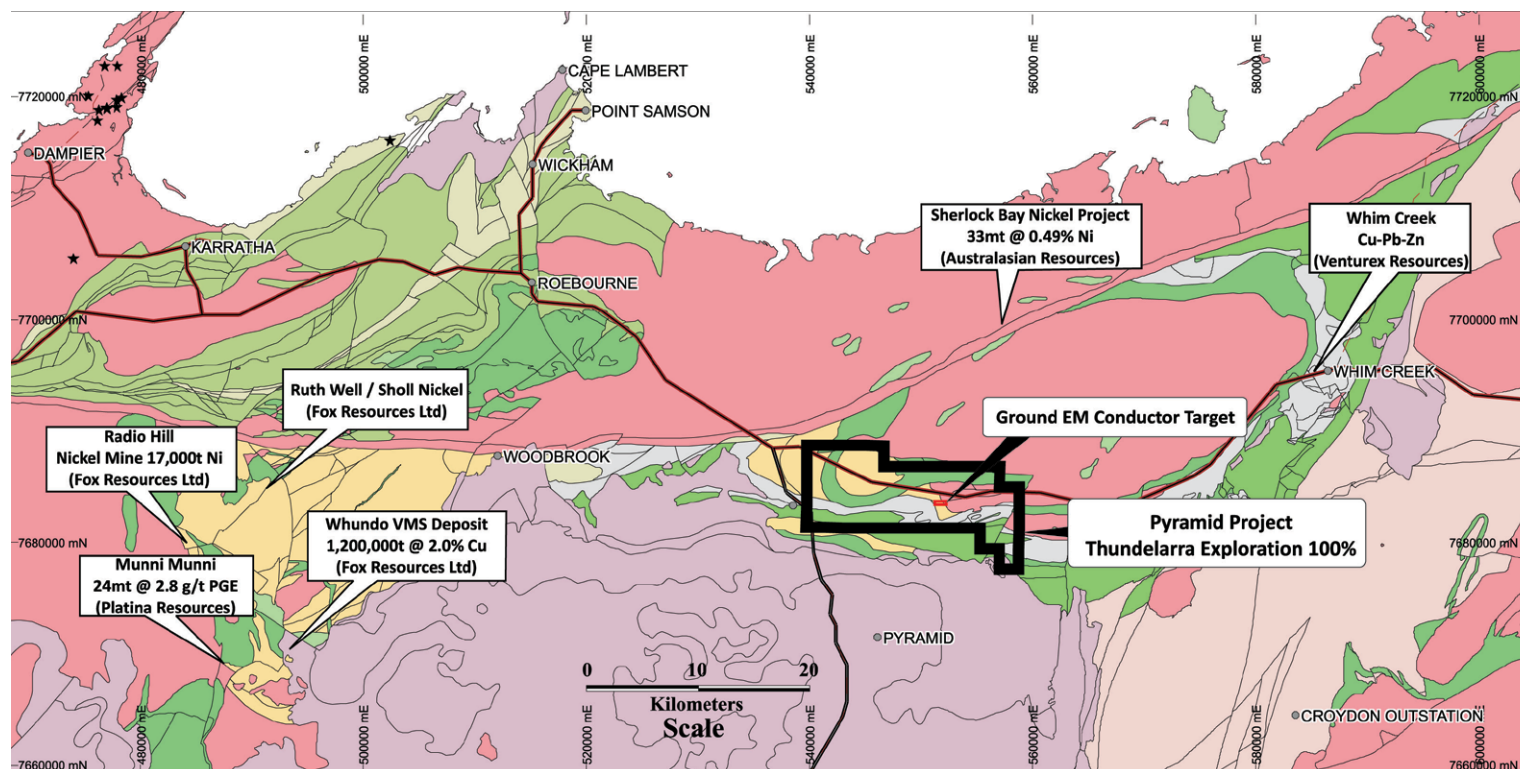 480000 mE
500000 mE
520000 mE
540000 mE
560000 mE
580000 mE
600000 mE
7720000 mN
7720000 mN
CAPE LAMBERT
POINT SAMSON
DAMPIER
WICKHAM
KARRATHA
ROEBOURNE
Sherlock Bay Nickel Project
33mt @ 0.49% Ni
(Australasian Resources)
Whim Creek
Cu-Pb-Zn
(Venturex Resources)
7700000 mN
7700000 mN
WHIM CREEK
Ruth Well / Sholl Nickel
(Fox Resources Ltd)
Radio Hill
Nickel Mine 17,000t Ni
(Fox Resources Ltd)
WOODBROOK
Ground EM Conductor Target
Whundo VMS Deposit
1,200,000t @ 2.0% Cu
(Fox Resources Ltd)
Pyramid Project
Thundelarra Exploration 100%
7680000 mN
7680000 mN
Munni Munni
24mt @ 2.8 g/t PGE
(Platina Resources)
PYRAMID
0 10 20
Kilometers
Scale
CROYDON OUTSTATION
480000 mE
500000 mE
520000 mE
540000 mE
560000 mE
580000 mE
600000 mE
7660000 mN
7660000 mN